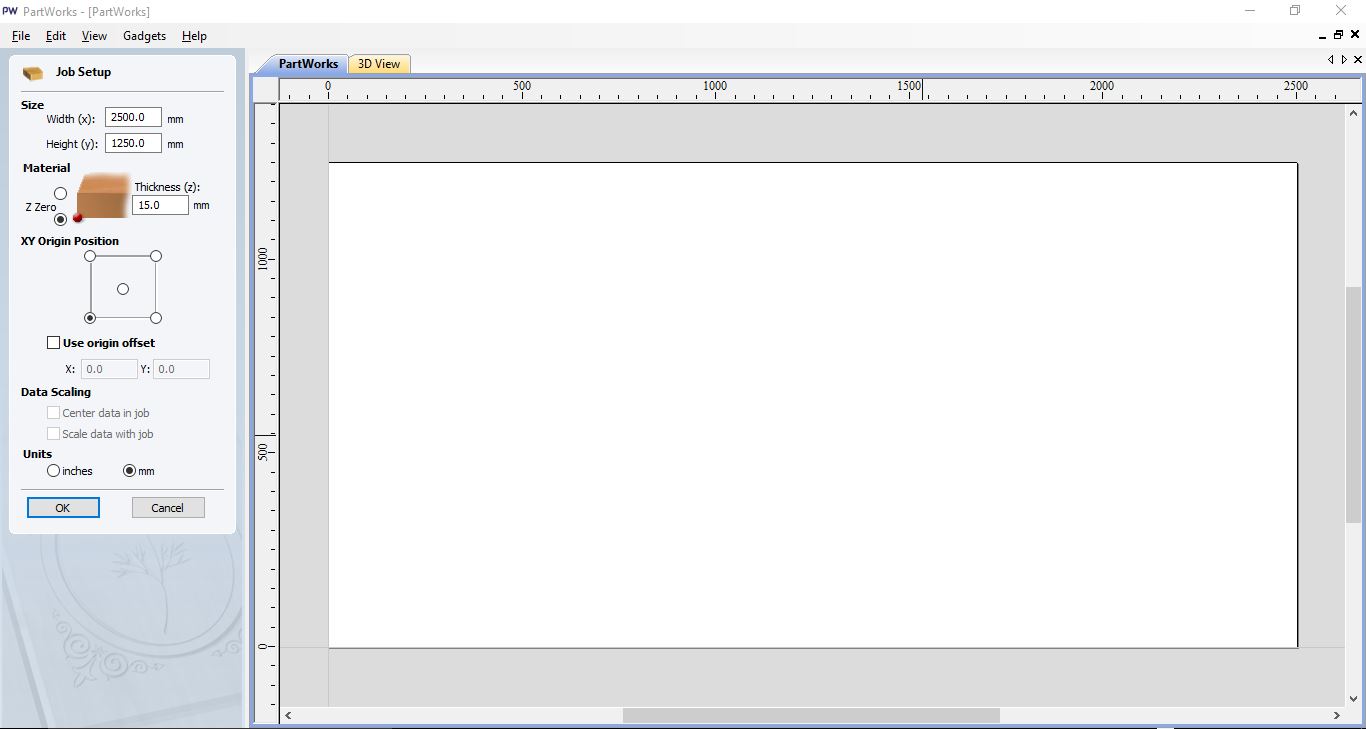 PW PartWorks - [PartWorks]
File Edit View Gadgets Help
Job Setup
Size
Width (x): 2500.0 mm
Height (y): 1250.0 mm
Material
Thickness (z):
Z Zero 15.0 mm
XY Origin Position
Use origin offset
X: 0.0 Y: 0.0
Data Scaling
Center data in job
Scale data with job
Units
inches mm
OK Cancel
PartWorks 3D View
0 500 1000 1500 2000 2500
1000
500
0